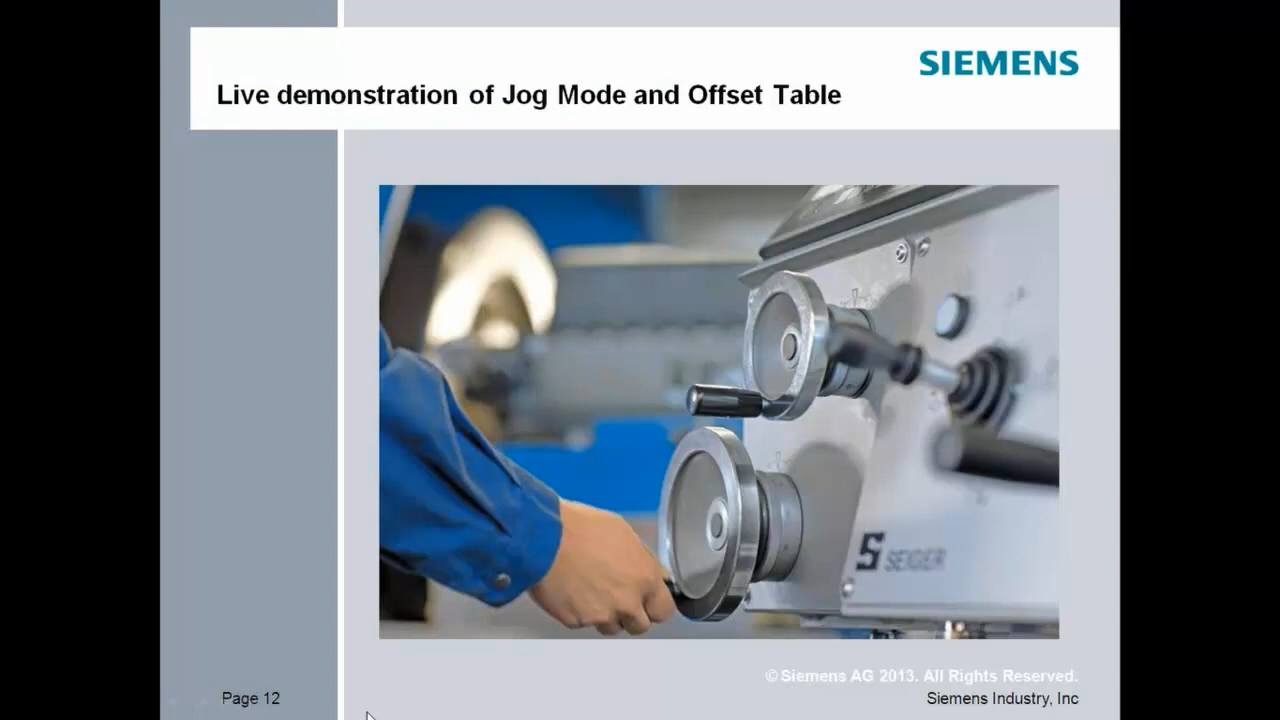 SIEMENS
Live demonstration of Jog Mode and Offset Table
S SEIGER
© Siemens AG 2013. All Rights Reserved.
Page 12
Siemens Industry, Inc